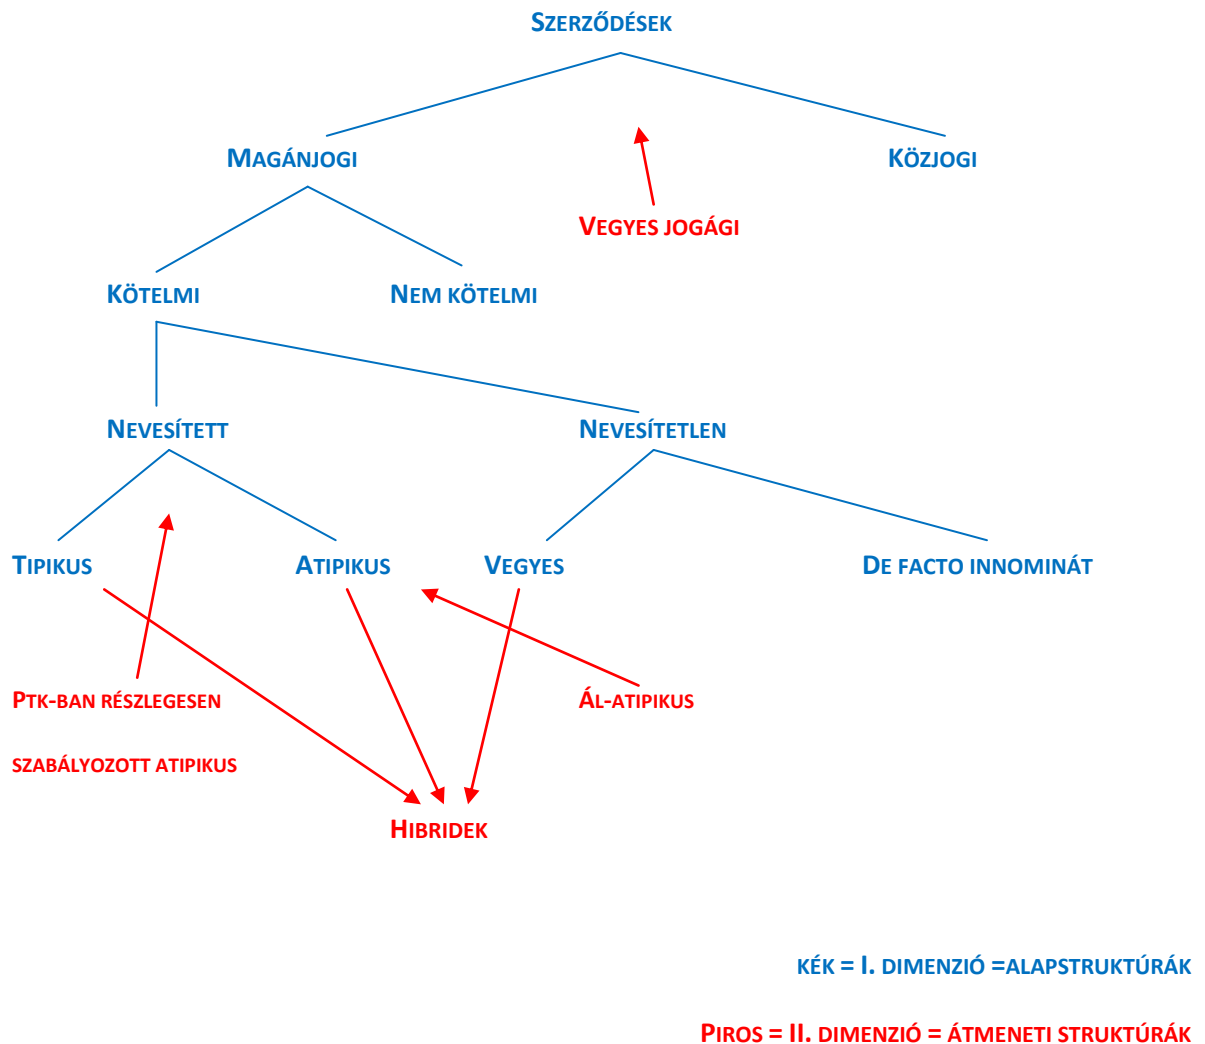 Szerződések
Magánjogi Közjogi
Vegyes jogági
Kötelmi Nem kötelmi
Nevesített Nevesítetlen
Tipikus Atipikus Vegyes De facto innominát
Ptk-ban részlegesen Ál-atipikus
szabályozott atipikus
Hibridek
kék = I. dimenzió =alapstruktúrák
Piros = II. dimenzió = átmeneti struktúrák